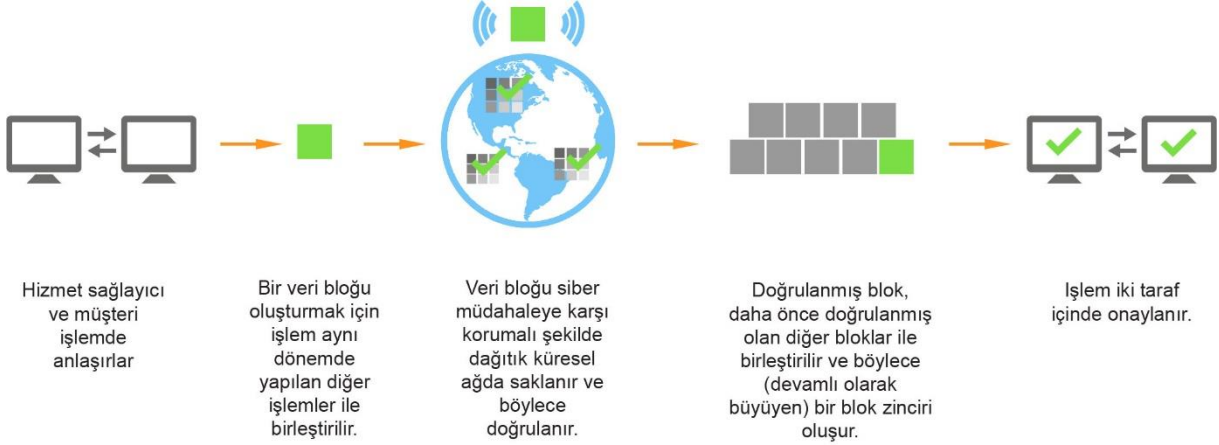 Hizmet sağlayıcı
ve müşteri
işlemde
anlaşırlar
Bir veri bloğu
oluşturmak için
işlem aynı
dönemde
yapılan diğer
işlemler ile
birleştirilir.
Veri bloğu siber
müdahaleye karşı
korumalı şekilde
dağıtık küresel
ağda saklanır ve
böylece
doğrulanır.
Doğrulanmış blok,
daha önce doğrulanmış
olan diğer bloklar ile
birleştirilir ve böylece
(devamlı olarak
büyüyen) bir blok zinciri
oluşur.
Işlem iki taraf
içinde onaylanır.